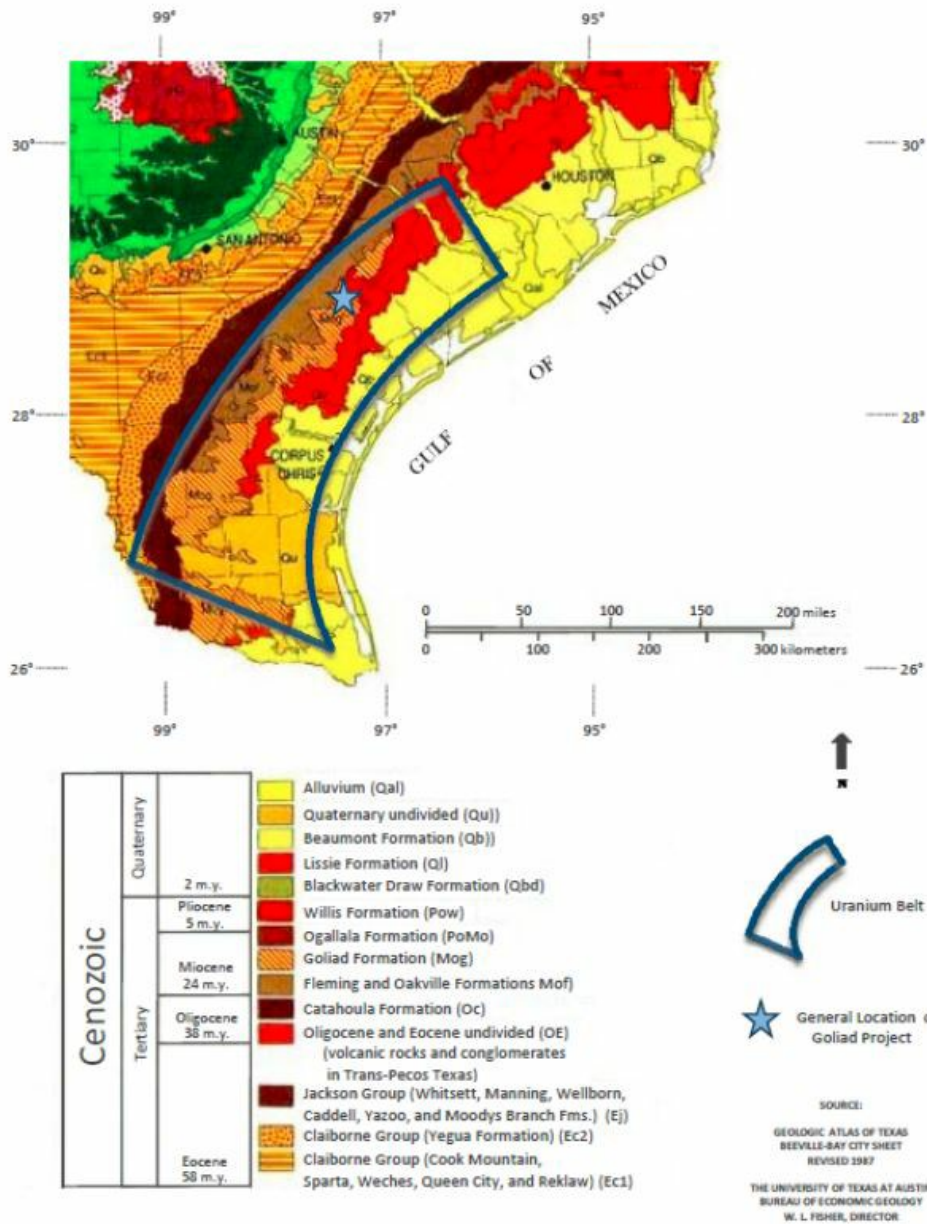 99°
97°
95°
30°
30°
AUSTIN
HOUSTON
Qb
SAN ANTONIO
Qu
MEXICO
Qal
Mog
OF
28°
28°
GULF
CORPUS
CHRIS
Mog
Qu
0 50 100 150 200 miles
0 100 200 300 kilometers
26°
26°
99°
97°
95°
N
Cenozoic
Quaternary
Tertiary
2 m.y.
Pliocene
5 m.y.
Miocene
24 m.y.
Oligocene
38 m.y.
Eocene
58 m.y.
Alluvium (Qal)
Quaternary undivided (Qu))
Beaumont Formation (Qb))
Lissie Formation (Ql)
Blackwater Draw Formation (Qbd)
Willis Formation (Pow)
Ogallala Formation (PoMo)
Goliad Formation (Mog)
Fleming and Oakville Formations Mof)
Catahoula Formation (Oc)
Oligocene and Eocene undivided (OE)
(volcanic rocks and conglomerates
in Trans-Pecos Texas)
Jackson Group (Whitsett, Manning, Wellborn,
Caddell, Yazoo, and Moodys Branch Fms.) (Ej)
Claiborne Group (Yegua Formation) (Ec2)
Claiborne Group (Cook Mountain,
Sparta, Weches, Queen City, and Reklaw) (Ec1)
Uranium Belt
General Location o
Goliad Project
SOURCE:
GEOLOGIC ATLAS OF TEXAS
BEEVILLE-BAY CITY SHEET
REVISED 1987
THE UNIVERSITY OF TEXAS AT AUSTIN
BUREAU OF ECONOMIC GEOLOGY
W. L. FISHER, DIRECTOR